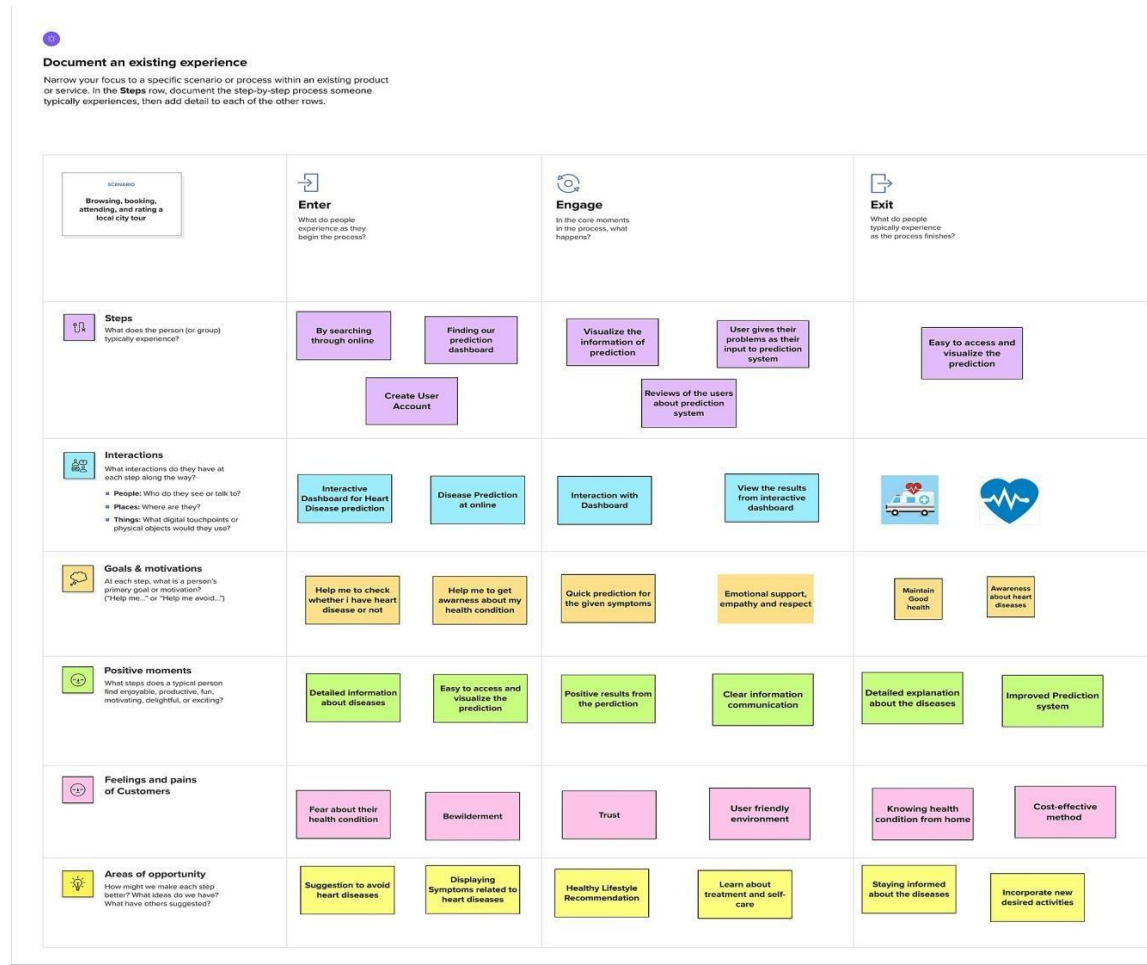 Document an existing experience
Narrow your focus to a specific scenario or process within an existing product
or service. In the Steps row, document the step-by-step process someone
typically experiences, then add detail to each of the other rows.
SCENARIO
Browsing, booking,
attending, and rating a
local city tour
Enter
What do people
experience as they
begin the process?
Engage
In the core moments
in the process, what
happens?
Exit
What do people
typically experience
as the process finishes?
Steps
What does the person (or group)
typically experience?
By searching
through online
Finding our
prediction
dashboard
Create User
Account
Visualize the
information of
prediction
User gives their
problems as their
input to prediction
system
Reviews of the users
about prediction
system
Easy to access and
visualize the
prediction
Interactions
What interactions do they have at
each step along the way?
People: Who do they see or talk to?
Places: Where are they?
Things: What digital touchpoints or
physical objects would they use?
Interactive
Dashboard for Heart
Disease prediction
Disease Prediction
at online
Interaction with
Dashboard
View the results
from interactive
dashboard
Goals & motivations
At each step, what is a person's
primary goal or motivation?
("Help me..." or "Help me avoid...")
Help me to check
whether i have heart
disease or not
Help me to get
awarness about my
health condition
Quick prediction for
the given symptoms
Emotional support,
empathy and respect
Maintain
Good
health
Awareness
about heart
diseases
Positive moments
What steps does a typical person
find enjoyable, productive, fun,
motivating, delightful, or exciting?
Detailed information
about diseases
Easy to access and
visualize the
prediction
Positive results from
the perdiction
Clear information
communication
Detailed explanation
about the diseases
Improved Prediction
system
Feelings and pains
of Customers
Fear about their
health condition
Bewilderment
Trust
User friendly
environment
Knowing health
condition from home
Cost-effective
method
Areas of opportunity
How might we make each step
better? What ideas do we have?
What have others suggested?
Suggestion to avoid
heart diseases
Displaying
Symptoms related to
heart diseases
Healthy Lifestyle
Recommendation
Learn about
treatment and self-
care
Staying informed
about the diseases
Incorporate new
desired activities